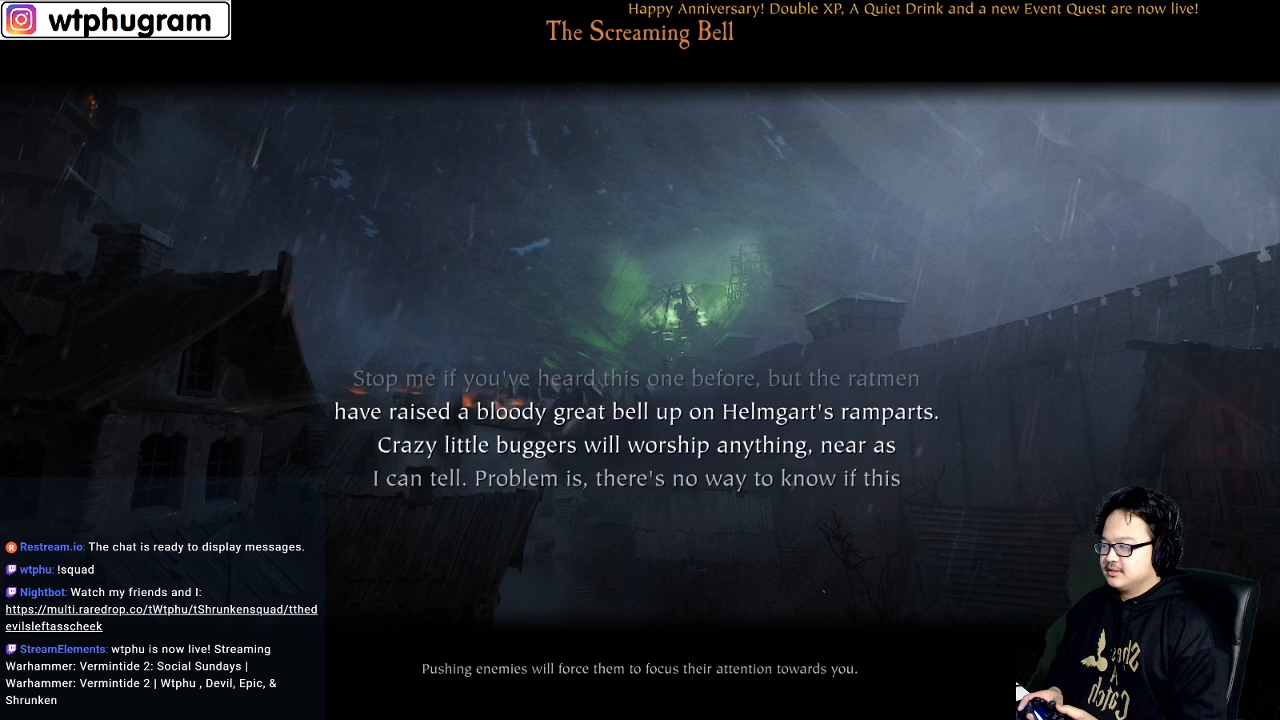 wtphugram
Happy Anniversary! Double XP, A Quiet Drink and a new Event Quest are now live!
The Screaming Bell
Stop me if you've heard this one before, but the ratmen
have raised a bloody great bell up on Helmgart's ramparts.
Crazy little buggers will worship anything, near as
I can tell. Problem is, there's no way to know if this
Restream.io: The chat is ready to display messages.
wtphu: !squad
Nightbot: Watch my friends and I:
https://multi.raredrop.co/tWtphu/tShrunkensquad/tthed
evilsleftasscheek
StreamElements: wtphu is now live! Streaming
Warhammer: Vermintide 2: Social Sundays |
Warhammer: Vermintide 2 | Wtphu , Devil, Epic, &
Shrunken
Pushing enemies will force them to focus their attention towards you.
Catch